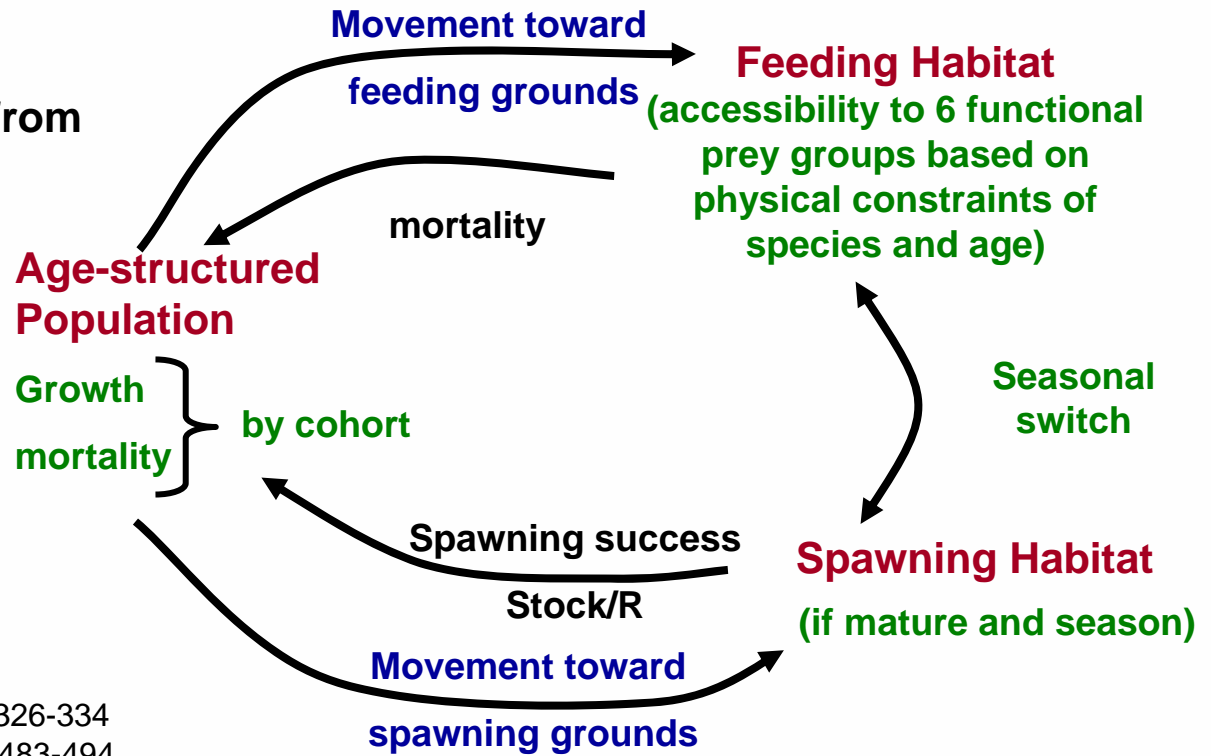 Movement toward
feeding grounds
rom
Feeding Habitat
(accessibility to 6 functional
prey groups based on
physical constraints of
species and age)
mortality
Age-structured
Population
Growth
mortality
by cohort
Seasonal
switch
Spawning success
Stock/R
Spawning Habitat
(if mature and season)
Movement toward
spawning grounds
326-334
483-494